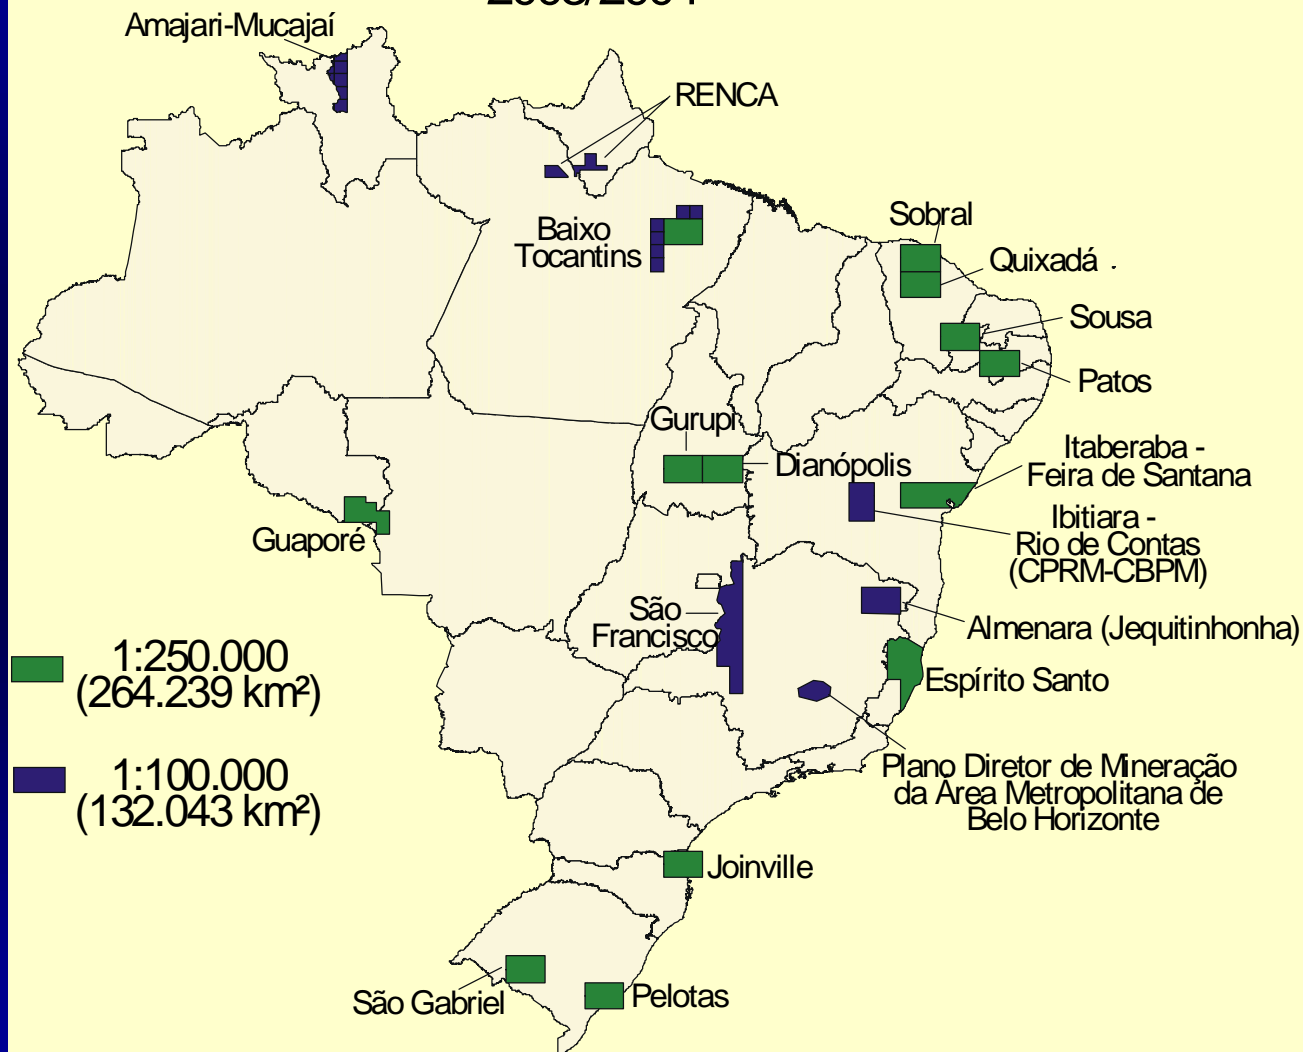 Amajari-Mucajaí
RENCA
Sobral
Baixo
Tocantins
Quixadá
Sousa
Patos
Gurupi
Dianópolis
Itaberaba -
Feira de Santana
Guaporé
Ibitiara -
Rio de Contas
(CPRM-CBPM)
São
Francisco
Almenara (Jequitinhonha)
1:250.000
(264.239 km²)
Espírito Santo
1:100.000
(132.043 km²)
Plano Diretor de Mineração
da Área Metropolitana de
Belo Horizonte
Joinville
São Gabriel
Pelotas